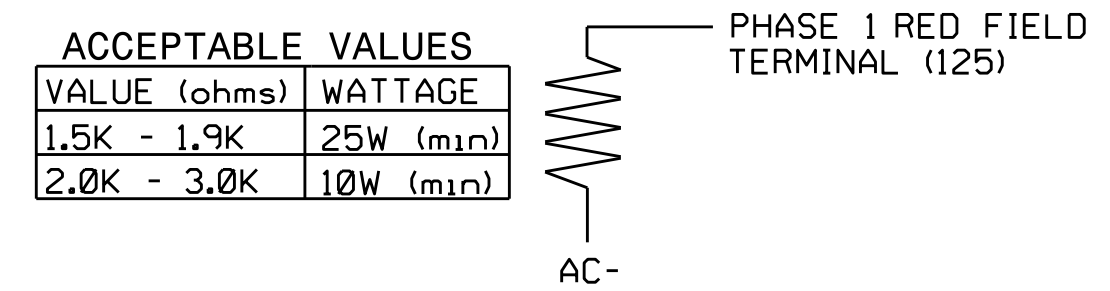 ACCEPTABLE VALUES
VALUE (ohms) WATTAGE
1.5K - 1.9K 25W (min)
2.0K - 3.0K 10W (min)
PHASE 1 RED FIELD
TERMINAL (125)
AC-